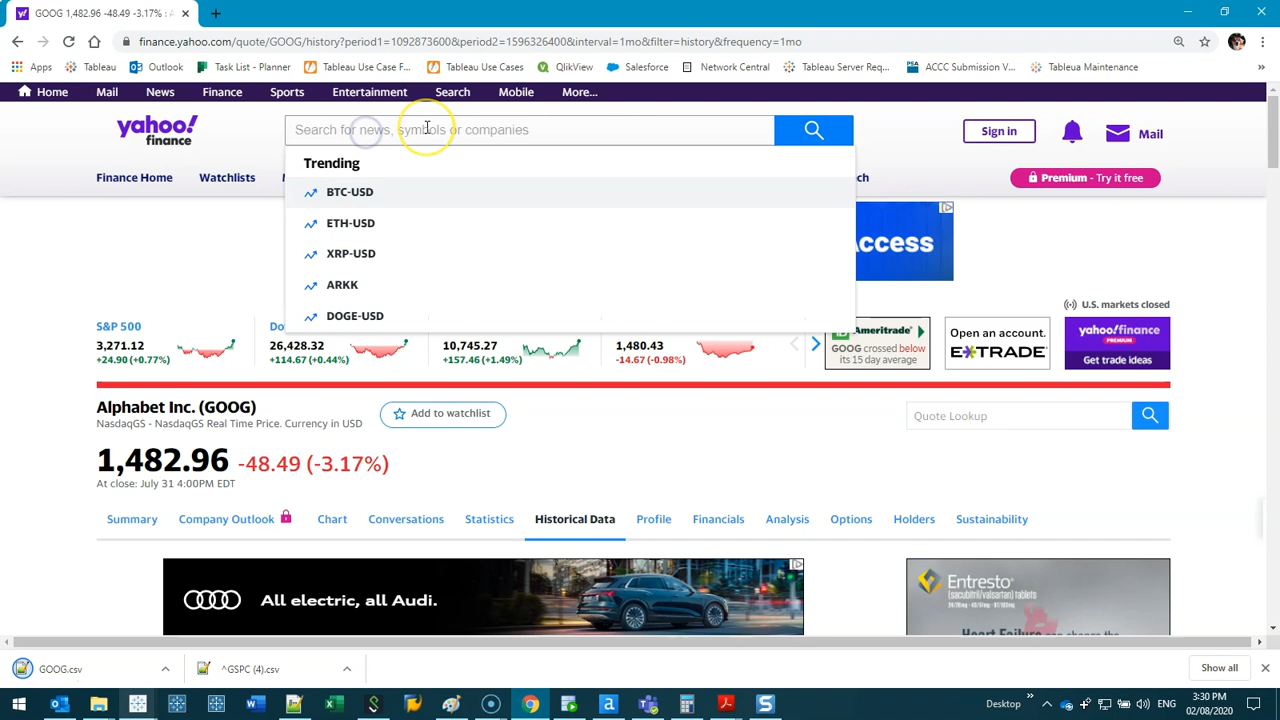 GOOG 1,482.96 -48.49 -3.17% :
finance.yahoo.com/quote/GOOG/history?period1=1092873600&period2=1596326400&interval=1mo&filter=history&frequency=1mo
Apps Tableau Outlook Task List - Planner Tableau Use Case F... Tableau Use Cases QlikView Salesforce Network Central Tableau Server Req... ACCC Submission V... Tableua Maintenance »
Home Mail News Finance Sports Entertainment Search Mobile More...
yahoo!
finance
Search for news, symbols or companies
Sign in
Mail
Finance Home Watchlists
Premium - Try it free
Trending
BTC-USD
ETH-USD
XRP-USD
ARKK
DOGE-USD
ccess
U.S. markets closed
S&P 500
3,271.12
+24.90 (+0.77%)
26,428.32
+114.67 (+0.44%)
10,745.27
+157.46 (+1.49%)
1,480.43
-14.67 (-0.98%)
Ameritrade
GOOG crossed below
its 15 day average
Open an account.
E*TRADE
yahoo!finance
PREMIUM
Get trade ideas
Alphabet Inc. (GOOG)
NasdaqGS - NasdaqGS Real Time Price. Currency in USD
Add to watchlist
Quote Lookup
1,482.96 -48.49 (-3.17%)
At close: July 31 4:00PM EDT
Summary Company Outlook Chart Conversations Statistics Historical Data Profile Financials Analysis Options Holders Sustainability
All electric, all Audi.
Entresto
(sacubitril/valsartan) tablets
GOOG.csv
^GSPC (4).csv
Show all
Desktop »
ENG
3:30 PM
02/08/2020